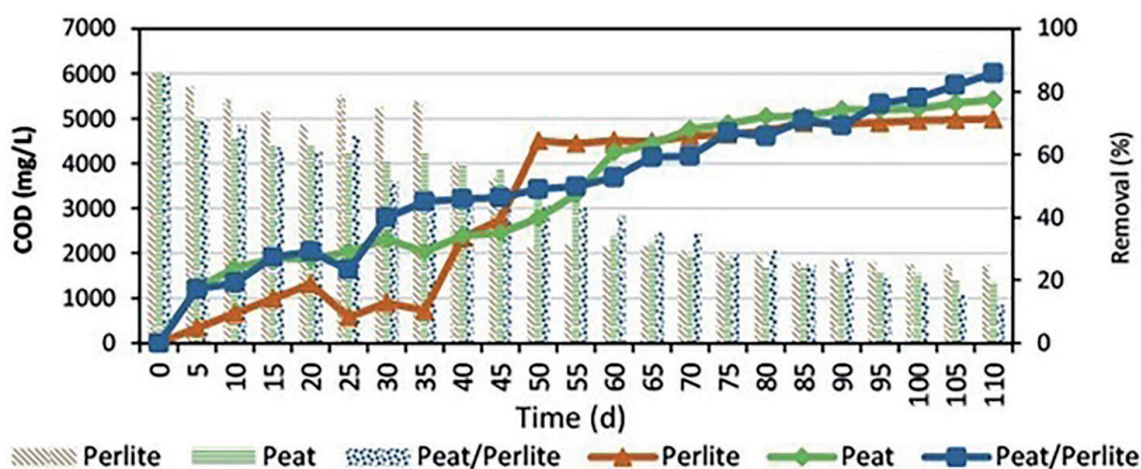 7000
6000
5000
4000
3000
2000
1000
0
COD (mg/L)
100
80
60
40
20
0
Removal (%)
0 5 10 15 20 25 30 35 40 45 50 55 60 65 70 75 80 85 90 95 100 105 110
Time (d)
Perlite Peat Peat/Perlite Perlite Peat Peat/Perlite